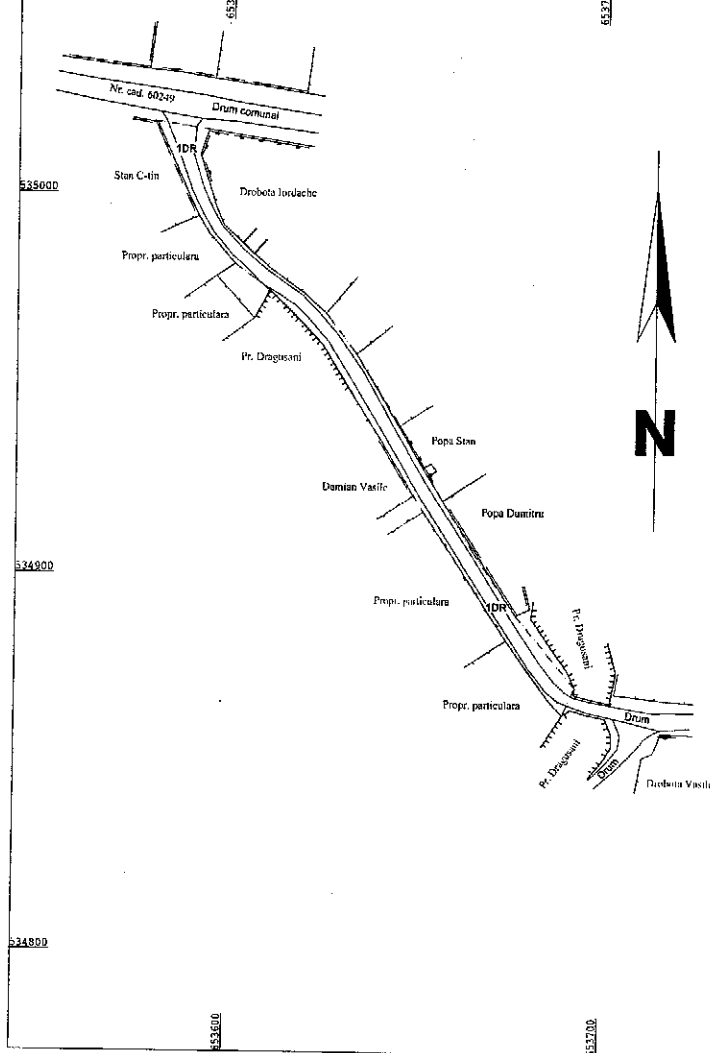 653
6537
Nr. cad. 60249
Drum comunal
1DR
Stan C-tin
535000
Drobota Iordache
Propr. particulara
Propr. particulara
Pr. Dragusani
N
Popa Stan
Damian Vasile
Popa Dumitru
534900
Propr. particulara
1DR
Pr. Dragusani
Propr. particulara
Drum
Pr. Dragusani
Drum
Drobota Vasile
534800
653600
653700